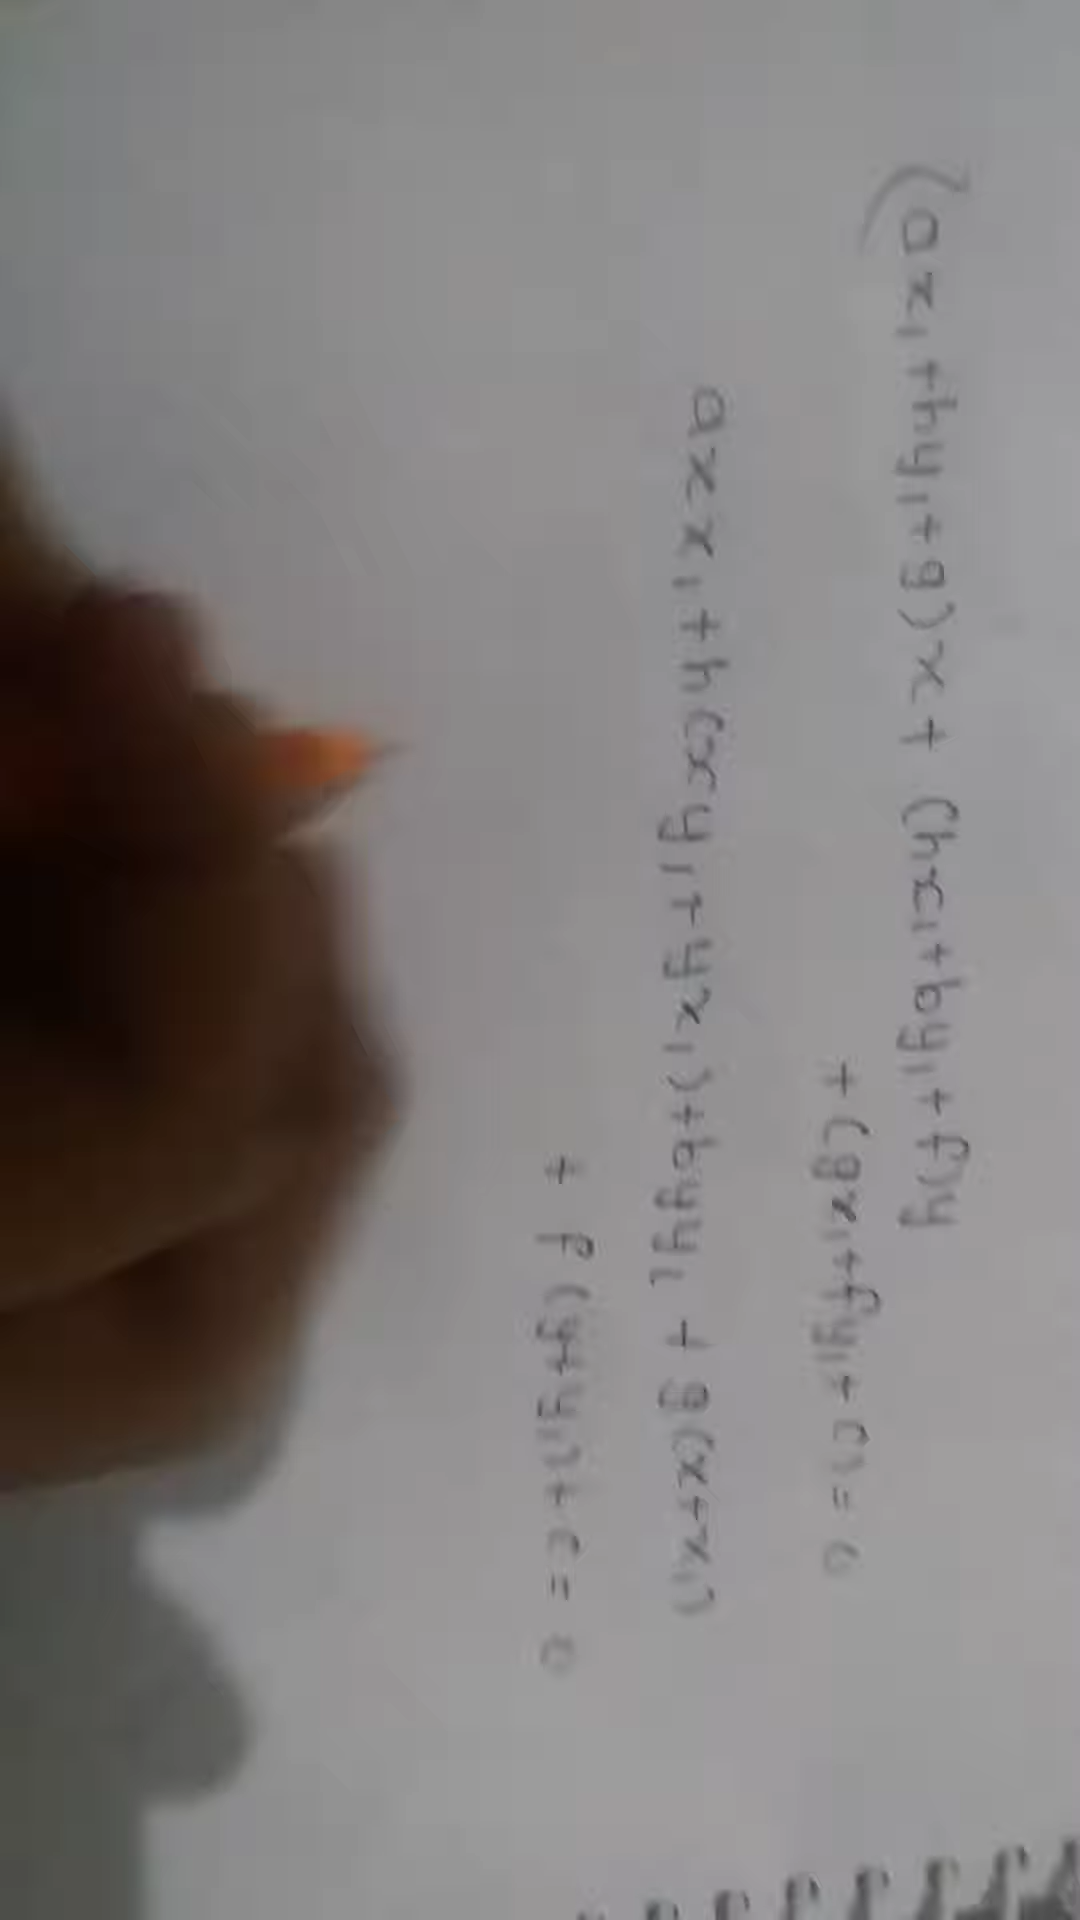 (ax₁+hy₁+g)x + (hx₁+by₁+f)y
+(gx₁+fy₁+c) = 0
axx₁+h(xy₁+yx₁)+byy₁ + g(x+x₁)
+ f(y+y₁)+c = 0